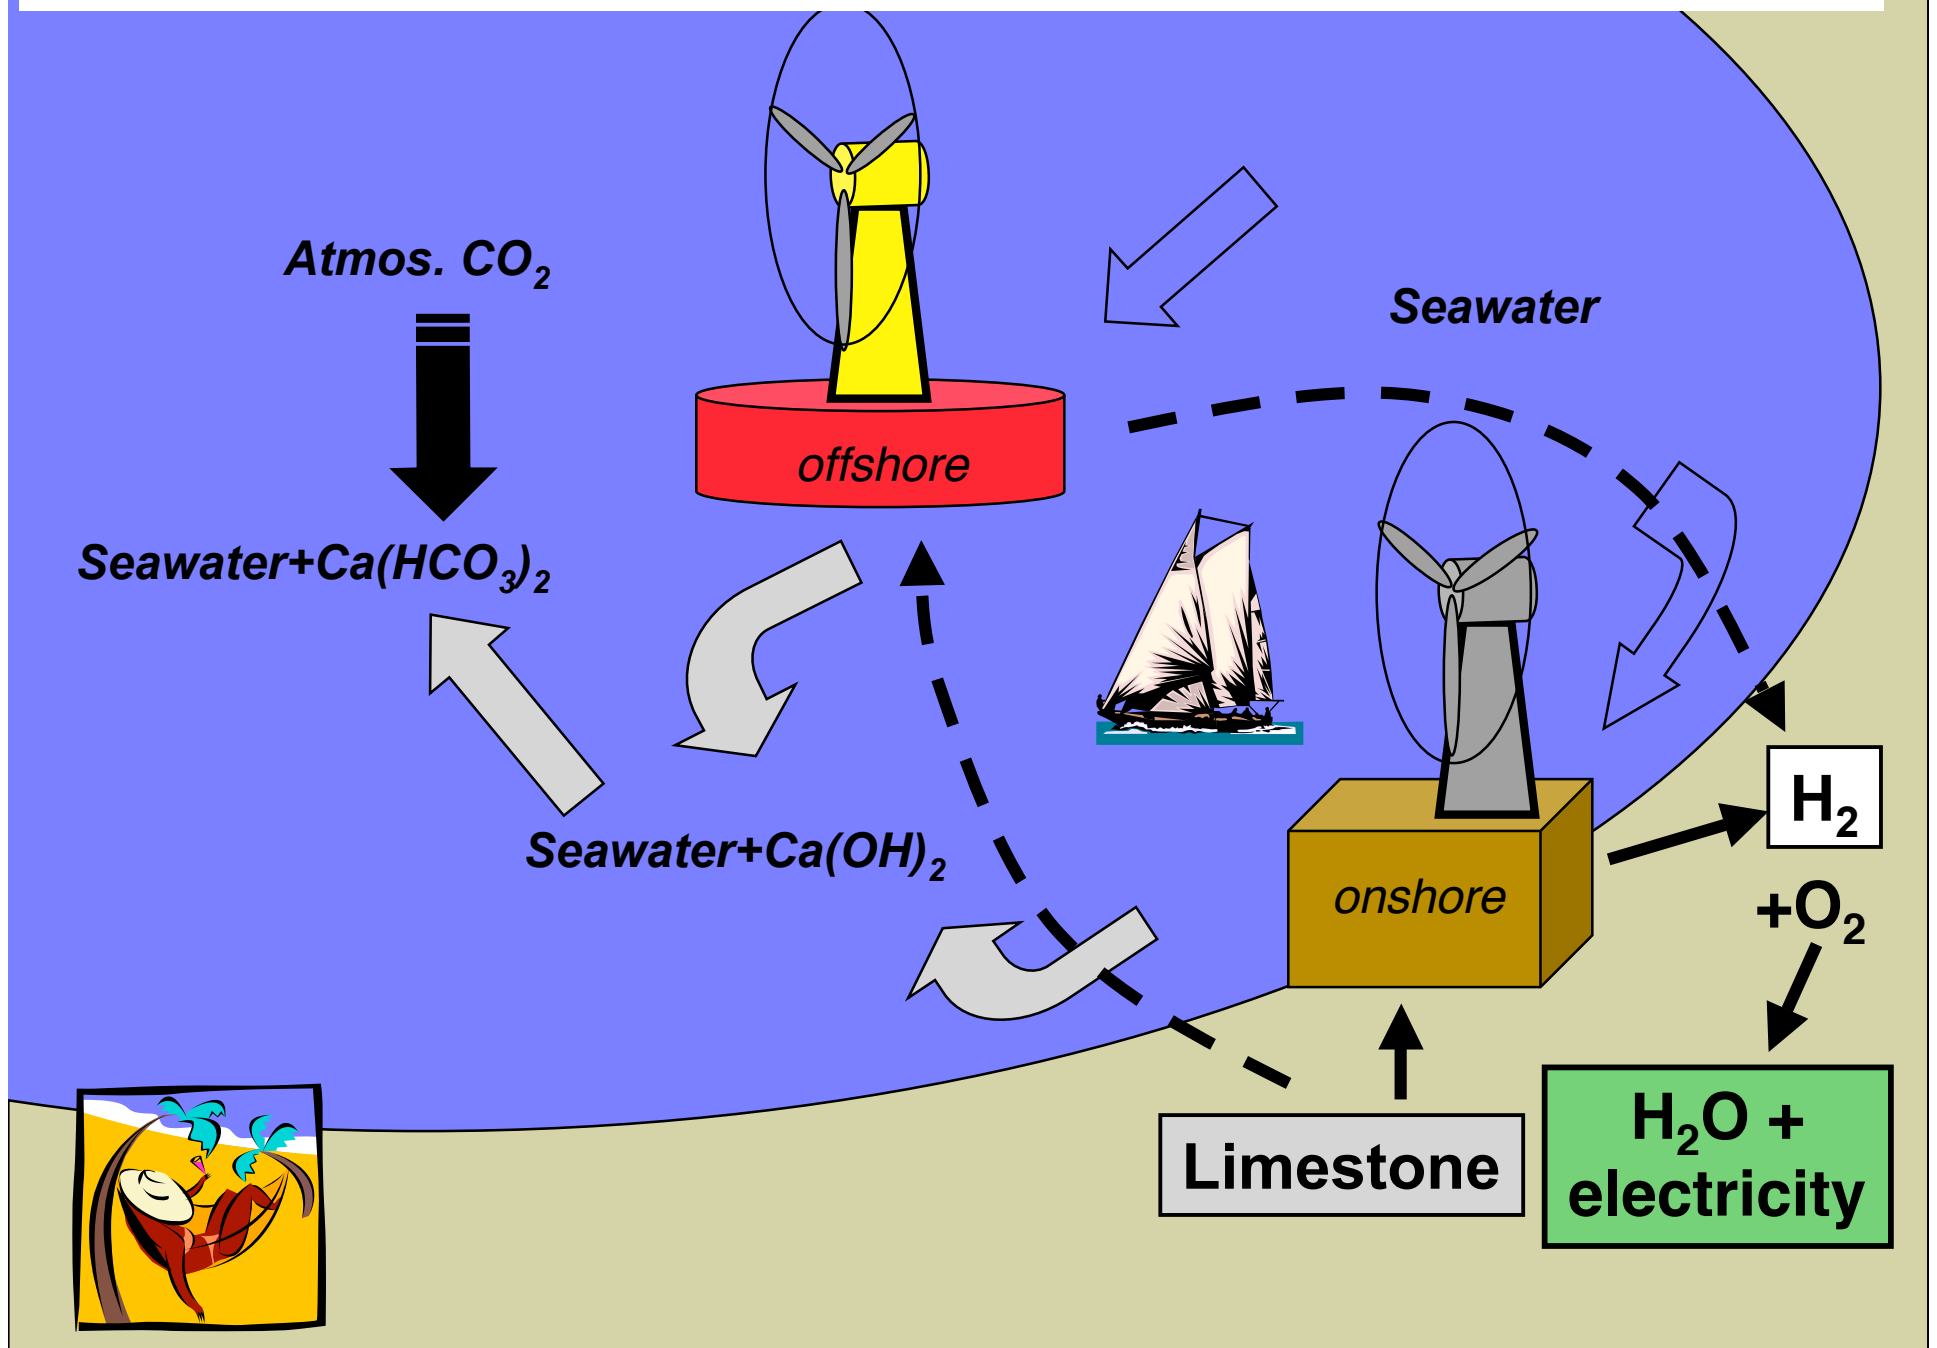 Atmos. CO₂
Seawater
offshore
Seawater+Ca(HCO₃)₂
H₂
Seawater+Ca(OH)₂
onshore
+O₂
Limestone
H₂O +
electricity